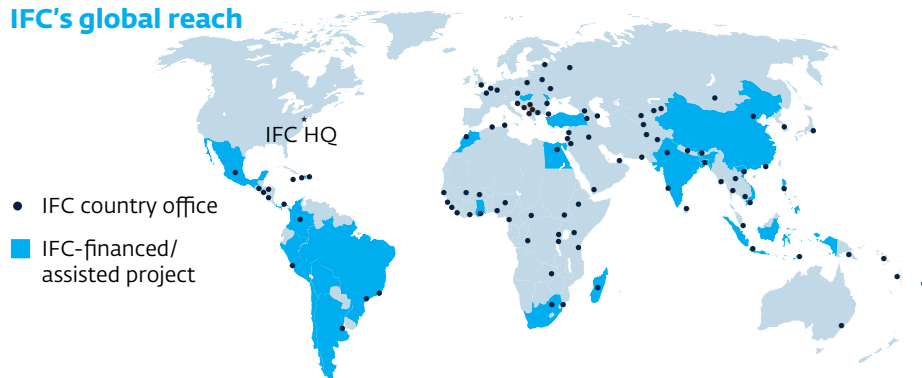 IFC's global reach
IFC HQ
IFC country office
IFC-financed/
assisted project